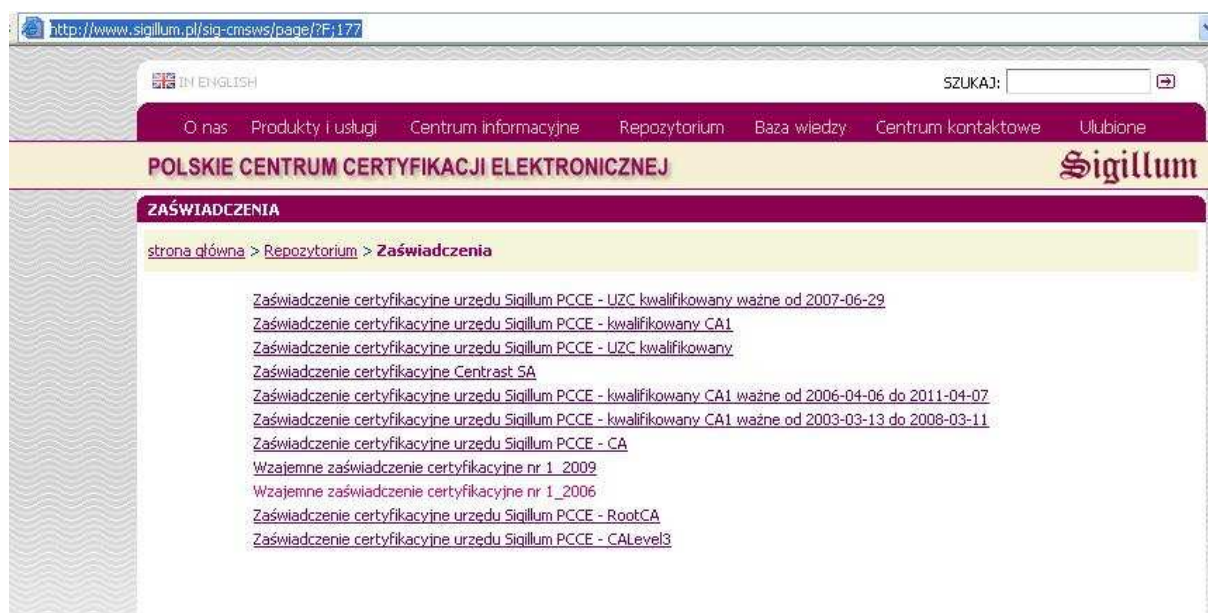 http://www.sigillum.pl/sig-cmsws/page/?F;177
IN ENGLISH
SZUKAJ:
O nas Produkty i usługi Centrum informacyjne Repozytorium Baza wiedzy Centrum kontaktowe Ulubione
POLSKIE CENTRUM CERTYFIKACJI ELEKTRONICZNEJ
Sigillum
ZAŚWIADCZENIA
strona główna > Repozytorium > Zaświadczenia
Zaświadczenie certyfikacyjne urzędu Sigillum PCCE - UZC kwalifikowany ważne od 2007-06-29
Zaświadczenie certyfikacyjne urzędu Sigillum PCCE - kwalifikowany CA1
Zaświadczenie certyfikacyjne urzędu Sigillum PCCE - UZC kwalifikowany
Zaświadczenie certyfikacyjne Centrast SA
Zaświadczenie certyfikacyjne urzędu Sigillum PCCE - kwalifikowany CA1 ważne od 2006-04-06 do 2011-04-07
Zaświadczenie certyfikacyjne urzędu Sigillum PCCE - kwalifikowany CA1 ważne od 2003-03-13 do 2008-03-11
Zaświadczenie certyfikacyjne urzędu Sigillum PCCE - CA
Wzajemne zaświadczenie certyfikacyjne nr 1_2009
Wzajemne zaświadczenie certyfikacyjne nr 1_2006
Zaświadczenie certyfikacyjne urzędu Sigillum PCCE - RootCA
Zaświadczenie certyfikacyjne urzędu Sigillum PCCE - CALevel3